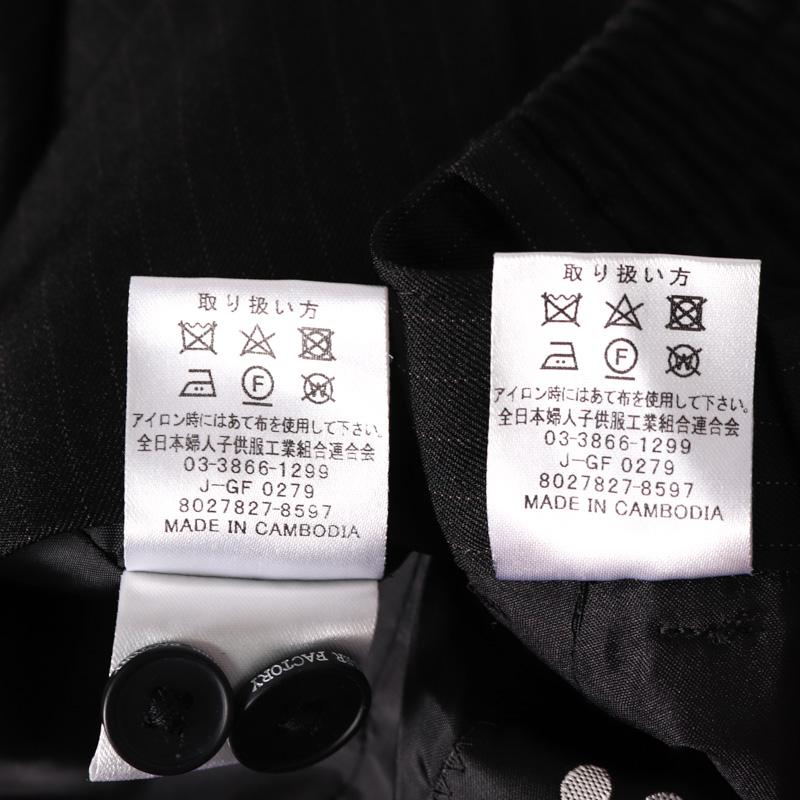 取り扱い方
F
W
アイロン時にはあて布を使用して下さい。
全日本婦人子供服工業組合連合会
03-3866-1299
J-GF 0279
8027827-8597
MADE IN CAMBODIA
FACTORY
取り扱い方
F
W
アイロン時にはあて布を使用して下さい。
全日本婦人子供服工業組合連合会
03-3866-1299
J-GF 0279
8027827-8597
MADE IN CAMBODIA